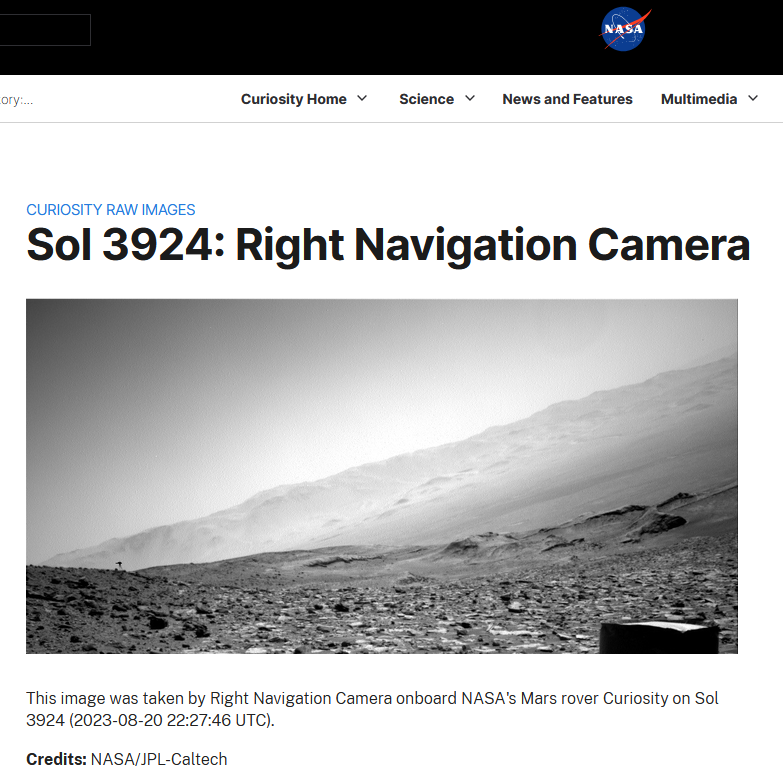 NASA
ory:...
Curiosity Home
Science
News and Features
Multimedia
CURIOSITY RAW IMAGES
Sol 3924: Right Navigation Camera
This image was taken by Right Navigation Camera onboard NASA's Mars rover Curiosity on Sol
3924 (2023-08-20 22:27:46 UTC).
Credits: NASA/JPL-Caltech